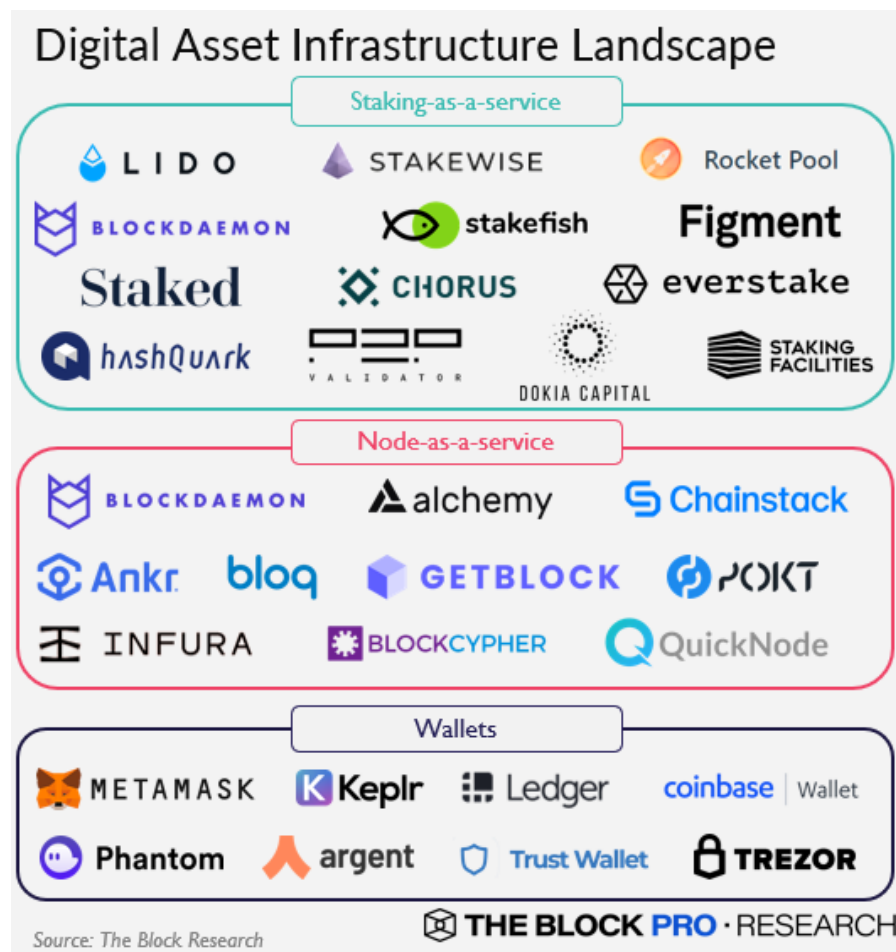 Digital Asset Infrastructure Landscape
Staking-as-a-service
LIDO STAKEWISE Rocket Pool
BLOCKDAEMON stakefish Figment
Staked CHORUS everstake
hashQuark P2P VALIDATOR DOKIA CAPITAL STAKING FACILITIES
Node-as-a-service
BLOCKDAEMON alchemy Chainstack
Ankr bloq GETBLOCK POKT
INFURA BLOCKCYPHER QuickNode
Wallets
METAMASK Keplr Ledger coinbase | Wallet
Phantom argent Trust Wallet TREZOR
Source: The Block Research
THE BLOCK PRO · RESEARCH